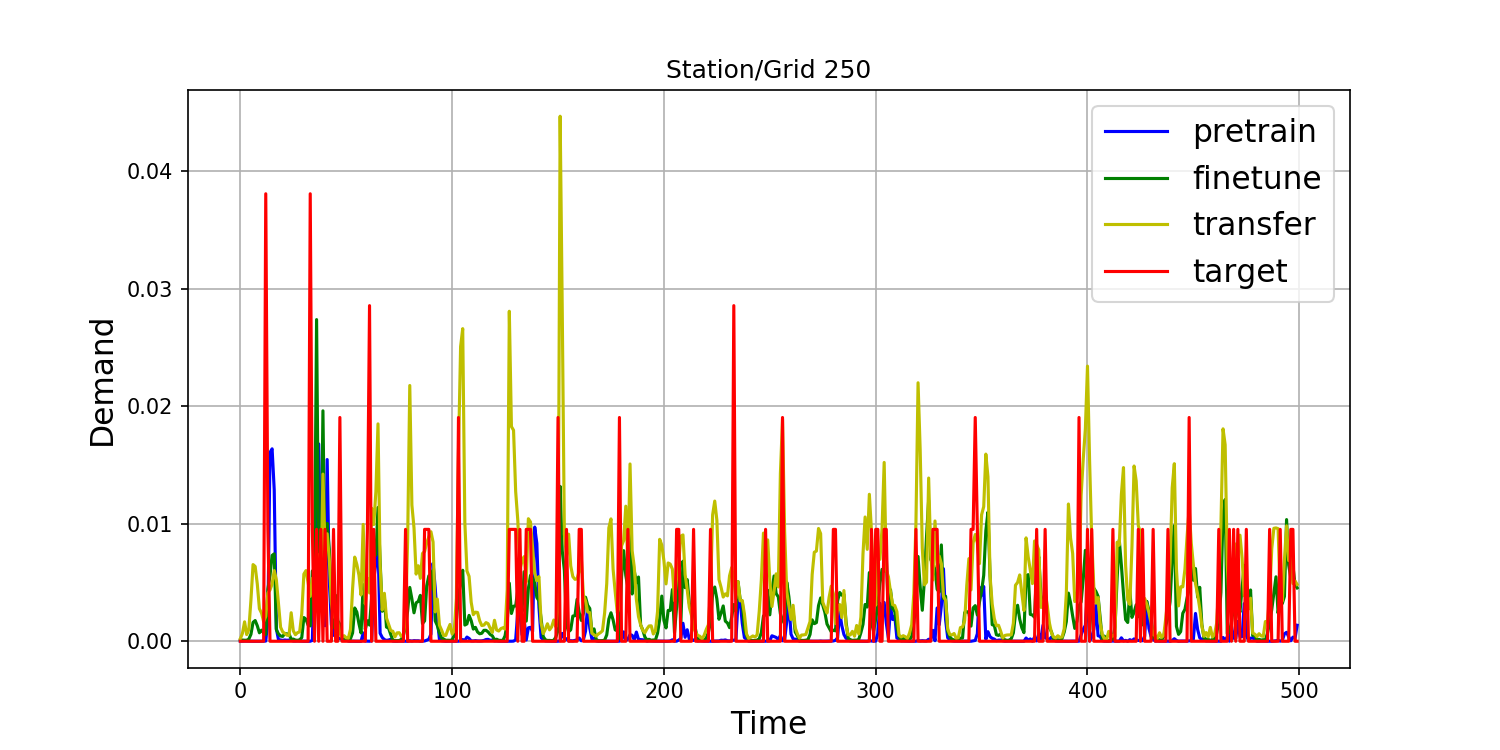 Station/Grid 250
pretrain
finetune
transfer
target
0.04
0.03
0.02
0.01
0.00
Demand
0 100 200 300 400 500
Time